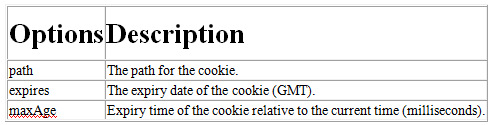 Options Description
path The path for the cookie.
expires The expiry date of the cookie (GMT).
maxAge Expiry time of the cookie relative to the current time (milliseconds).